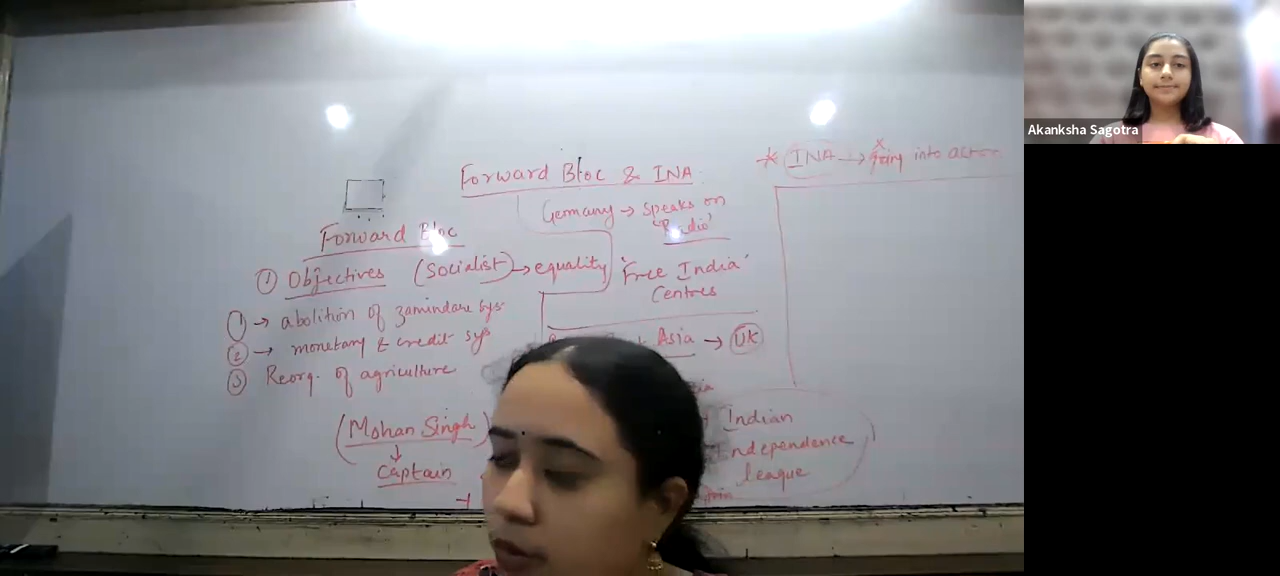 Forward Bloc & INA
Germany → Speaks on
'Radio'
'Free India'
Centres
Asia → UK
Forward Bloc
① Objectives (Socialist) → equality
① → abolition of zamindare sys
② → monetary & credit sys
③ Reorg. of agriculture
(Mohan Singh)
↓
Captain
Indian
Independence
league
* INA → x going into action
Akanksha Sagotra